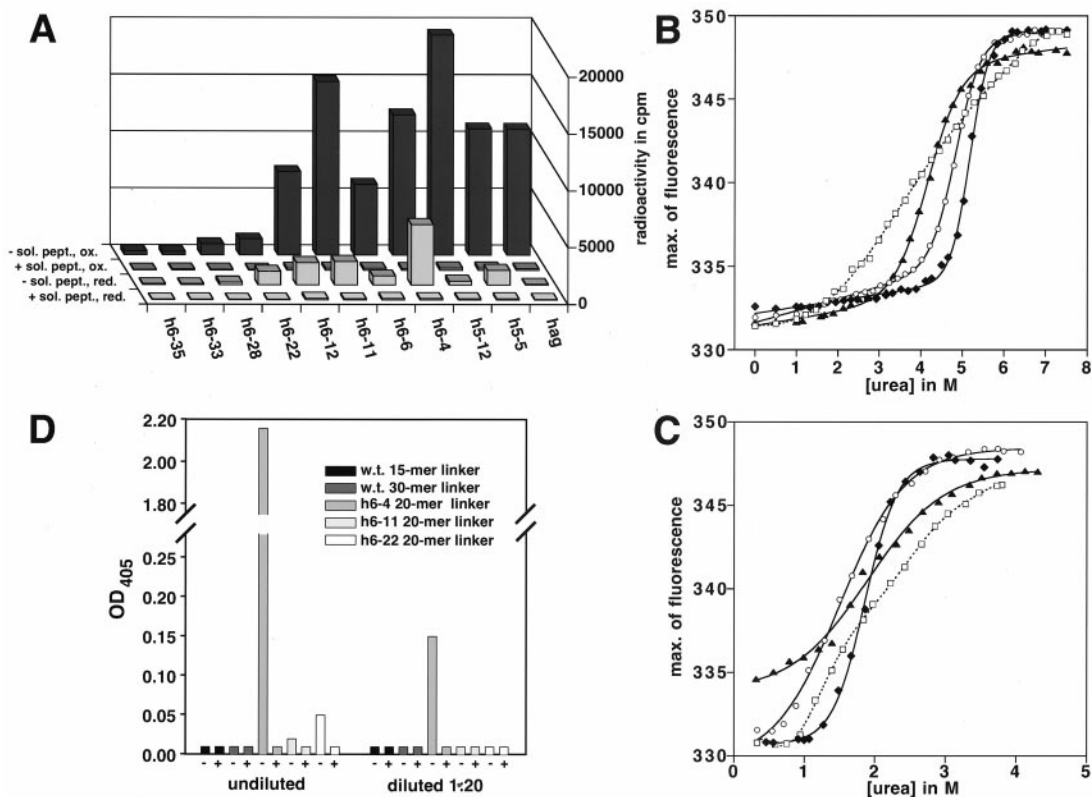 A
20000
15000
10000
5000
0
radioactivity in cpm
- sol. pept., ox.
+ sol. pept., ox.
- sol. pept., red.
+ sol. pept., red.
h6-35
h6-33
h6-28
h6-22
h6-12
h6-11
h6-6
h6-4
h5-12
h5-5
hag
B
350
345
340
335
330
max. of fluorescence
0 1 2 3 4 5 6 7 8
[urea] in M
D
2.20
2.00
1.80
0.25
0.20
0.15
0.10
0.05
0.00
OD405
w.t. 15-mer linker
w.t. 30-mer linker
h6-4 20-mer linker
h6-11 20-mer linker
h6-22 20-mer linker
- + - + - + - + - + - + - + - + - + - +
undiluted diluted 1:20
C
350
345
340
335
330
max. of fluorescence
0 1 2 3 4 5
[urea] in M